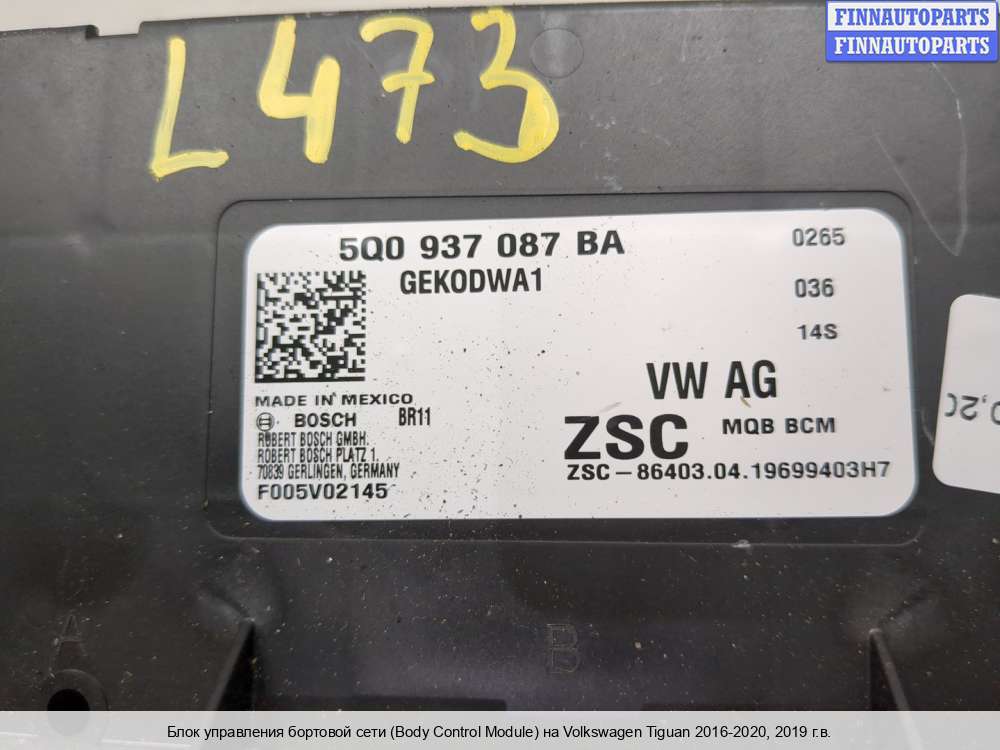 FINNAUTOPARTS
FINNAUTOPARTS
L473
5Q0 937 087 BA
0265
GEKODWA1
036
14S
VW AG
MADE IN MEXICO
BOSCH BR11
ZSC MQB BCM
ROBERT BOSCH GMBH.
ROBERT BOSCH PLATZ 1.
70839 GERLINGEN, GERMANY
ZSC-86403.04.19699403H7
F005V02145
A
B
Блок управления бортовой сети (Body Control Module) на Volkswagen Tiguan 2016-2020, 2019 г.в.